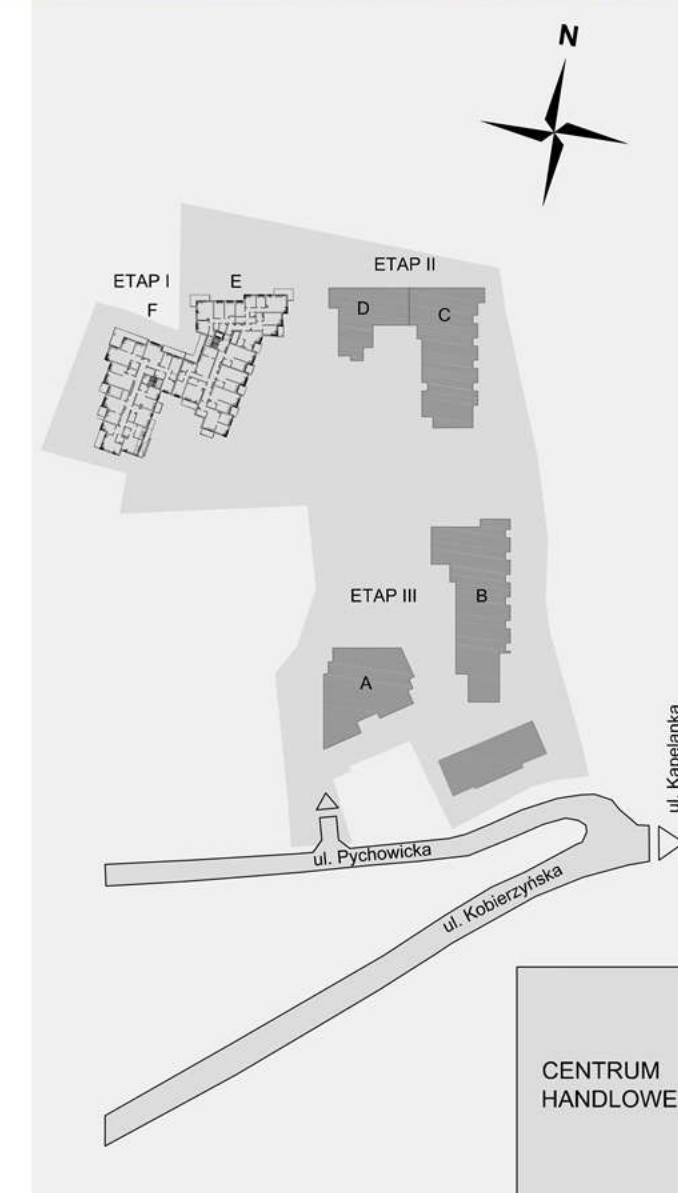 N
ETAP II
ETAP I
E
F
D
C
ETAP III
B
A
ul. Kapelanka
ul. Pychowicka
ul. Kobierzyńska
CENTRUM
HANDLOWE